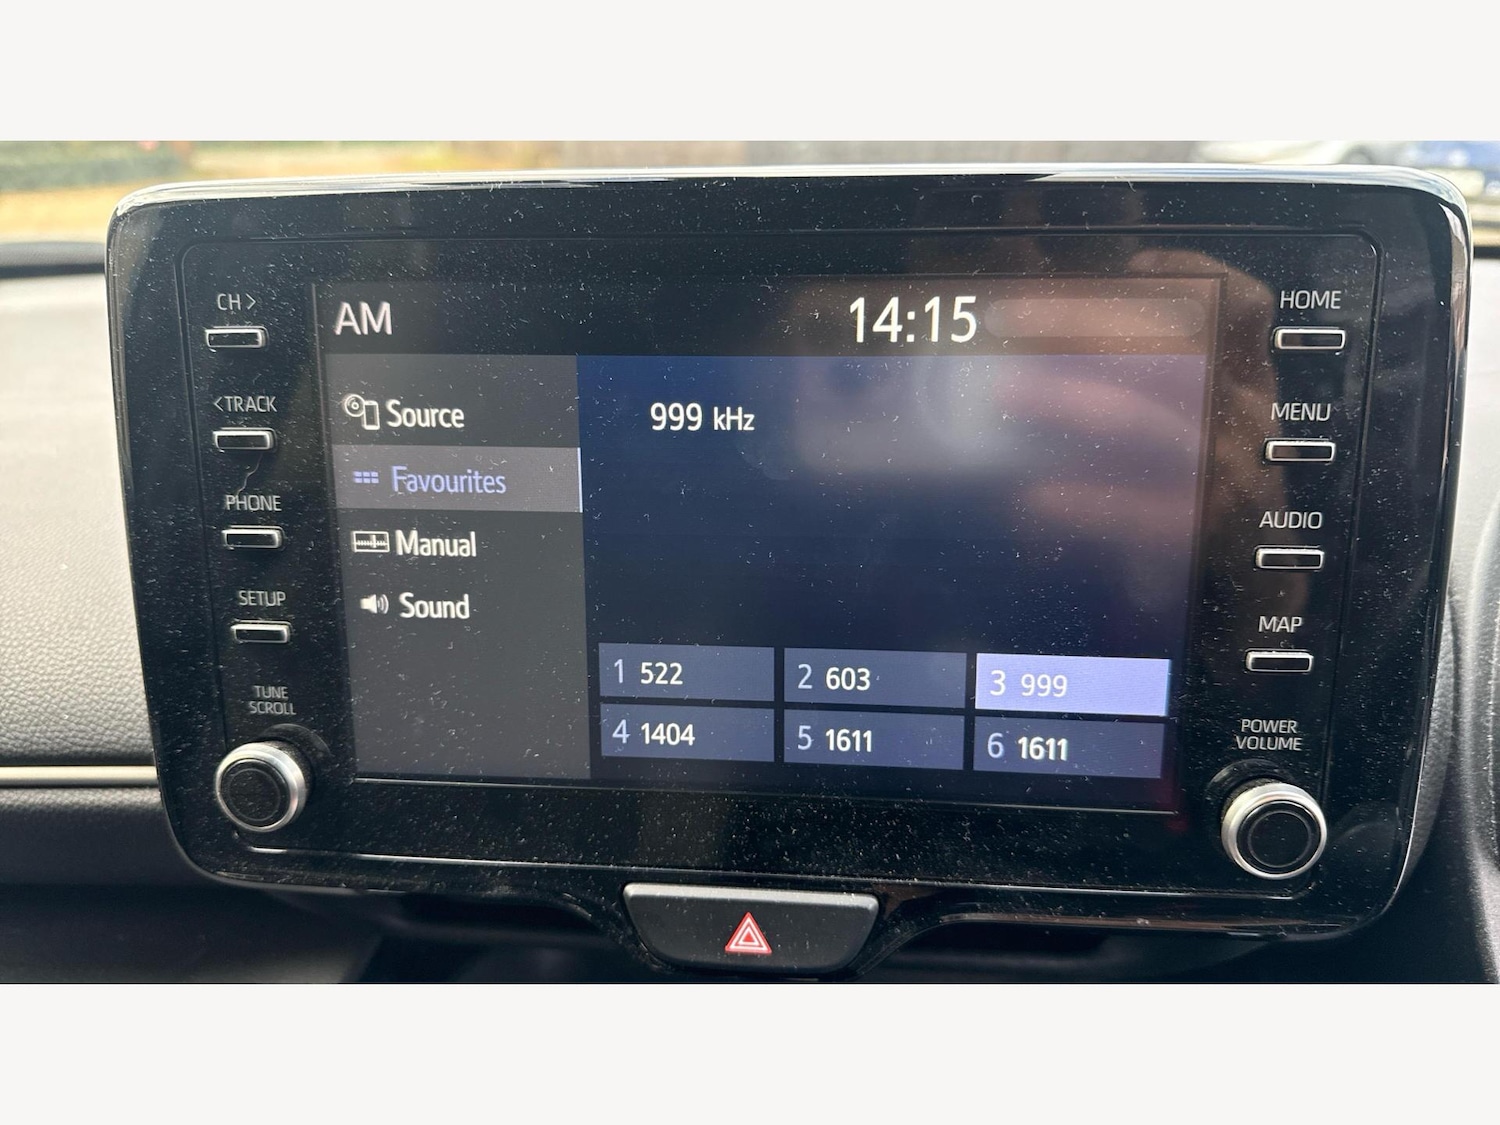 CH >
< TRACK
PHONE
SETUP
TUNE
SCROLL
AM
14:15
Source
Favourites
Manual
Sound
999 kHz
1 522
2 603
3 999
4 1404
5 1611
6 1611
HOME
MENU
AUDIO
MAP
POWER
VOLUME